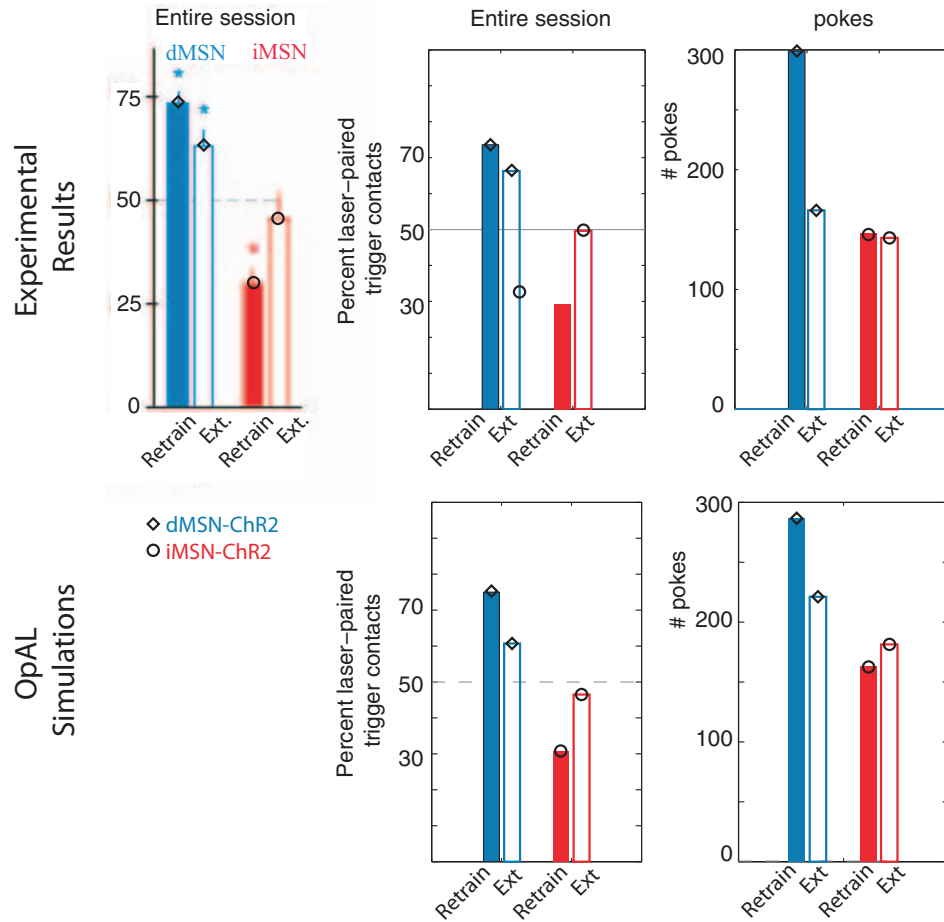 Entire session
Entire session
pokes
dMSN iMSN
Experimental
Results
75
50
25
0
Retrain
Ext.
Retrain
Ext.
Percent laser-paired
trigger contacts
70
50
30
Retrain
Ext
Retrain
Ext
# pokes
300
200
100
0
Retrain
Ext
Retrain
Ext
OpAL
Simulations
dMSN-ChR2
iMSN-ChR2
Percent laser-paired
trigger contacts
70
50
30
Retrain
Ext
Retrain
Ext
# pokes
300
200
100
0
Retrain
Ext
Retrain
Ext